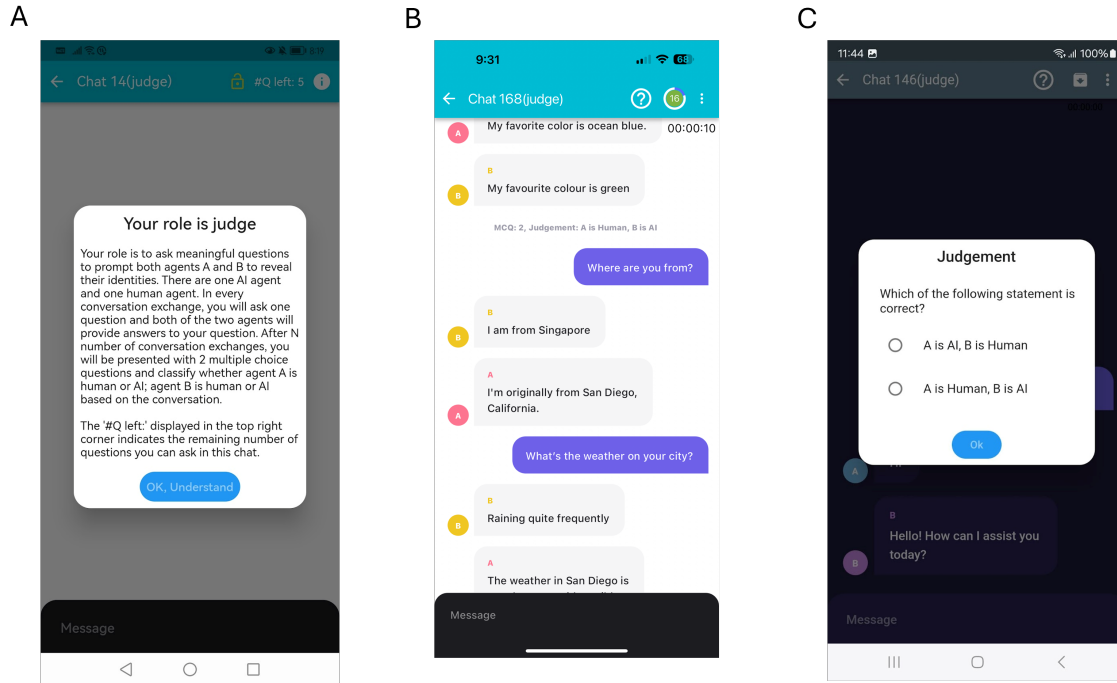 A
8:19
Chat 14(judge)
#Q left: 5
i
Your role is judge
Your role is to ask meaningful questions
to prompt both agents A and B to reveal
their identities. There are one AI agent
and one human agent. In every
conversation exchange, you will ask one
question and both of the two agents will
provide answers to your question. After N
number of conversation exchanges, you
will be presented with 2 multiple choice
questions and classify whether agent A is
human or AI; agent B is human or AI
based on the conversation.
The '#Q left:' displayed in the top right
corner indicates the remaining number of
questions you can ask in this chat.
OK, Understand
Message
B
9:31
68
Chat 168(judge)
?
16
00:00:10
A
My favorite color is ocean blue.
B
B
My favourite colour is green
MCQ: 2, Judgement: A is Human, B is AI
Where are you from?
B
B
I am from Singapore
A
I'm originally from San Diego,
California.
A
What's the weather on your city?
B
B
Raining quite frequently
A
The weather in San Diego is
Message
C
11:44
100%
Chat 146(judge)
?
00:00:00
Judgement
Which of the following statement is
correct?
A is AI, B is Human
A is Human, B is AI
Ok
A
B
Hello! How can I assist you
today?
B
Message